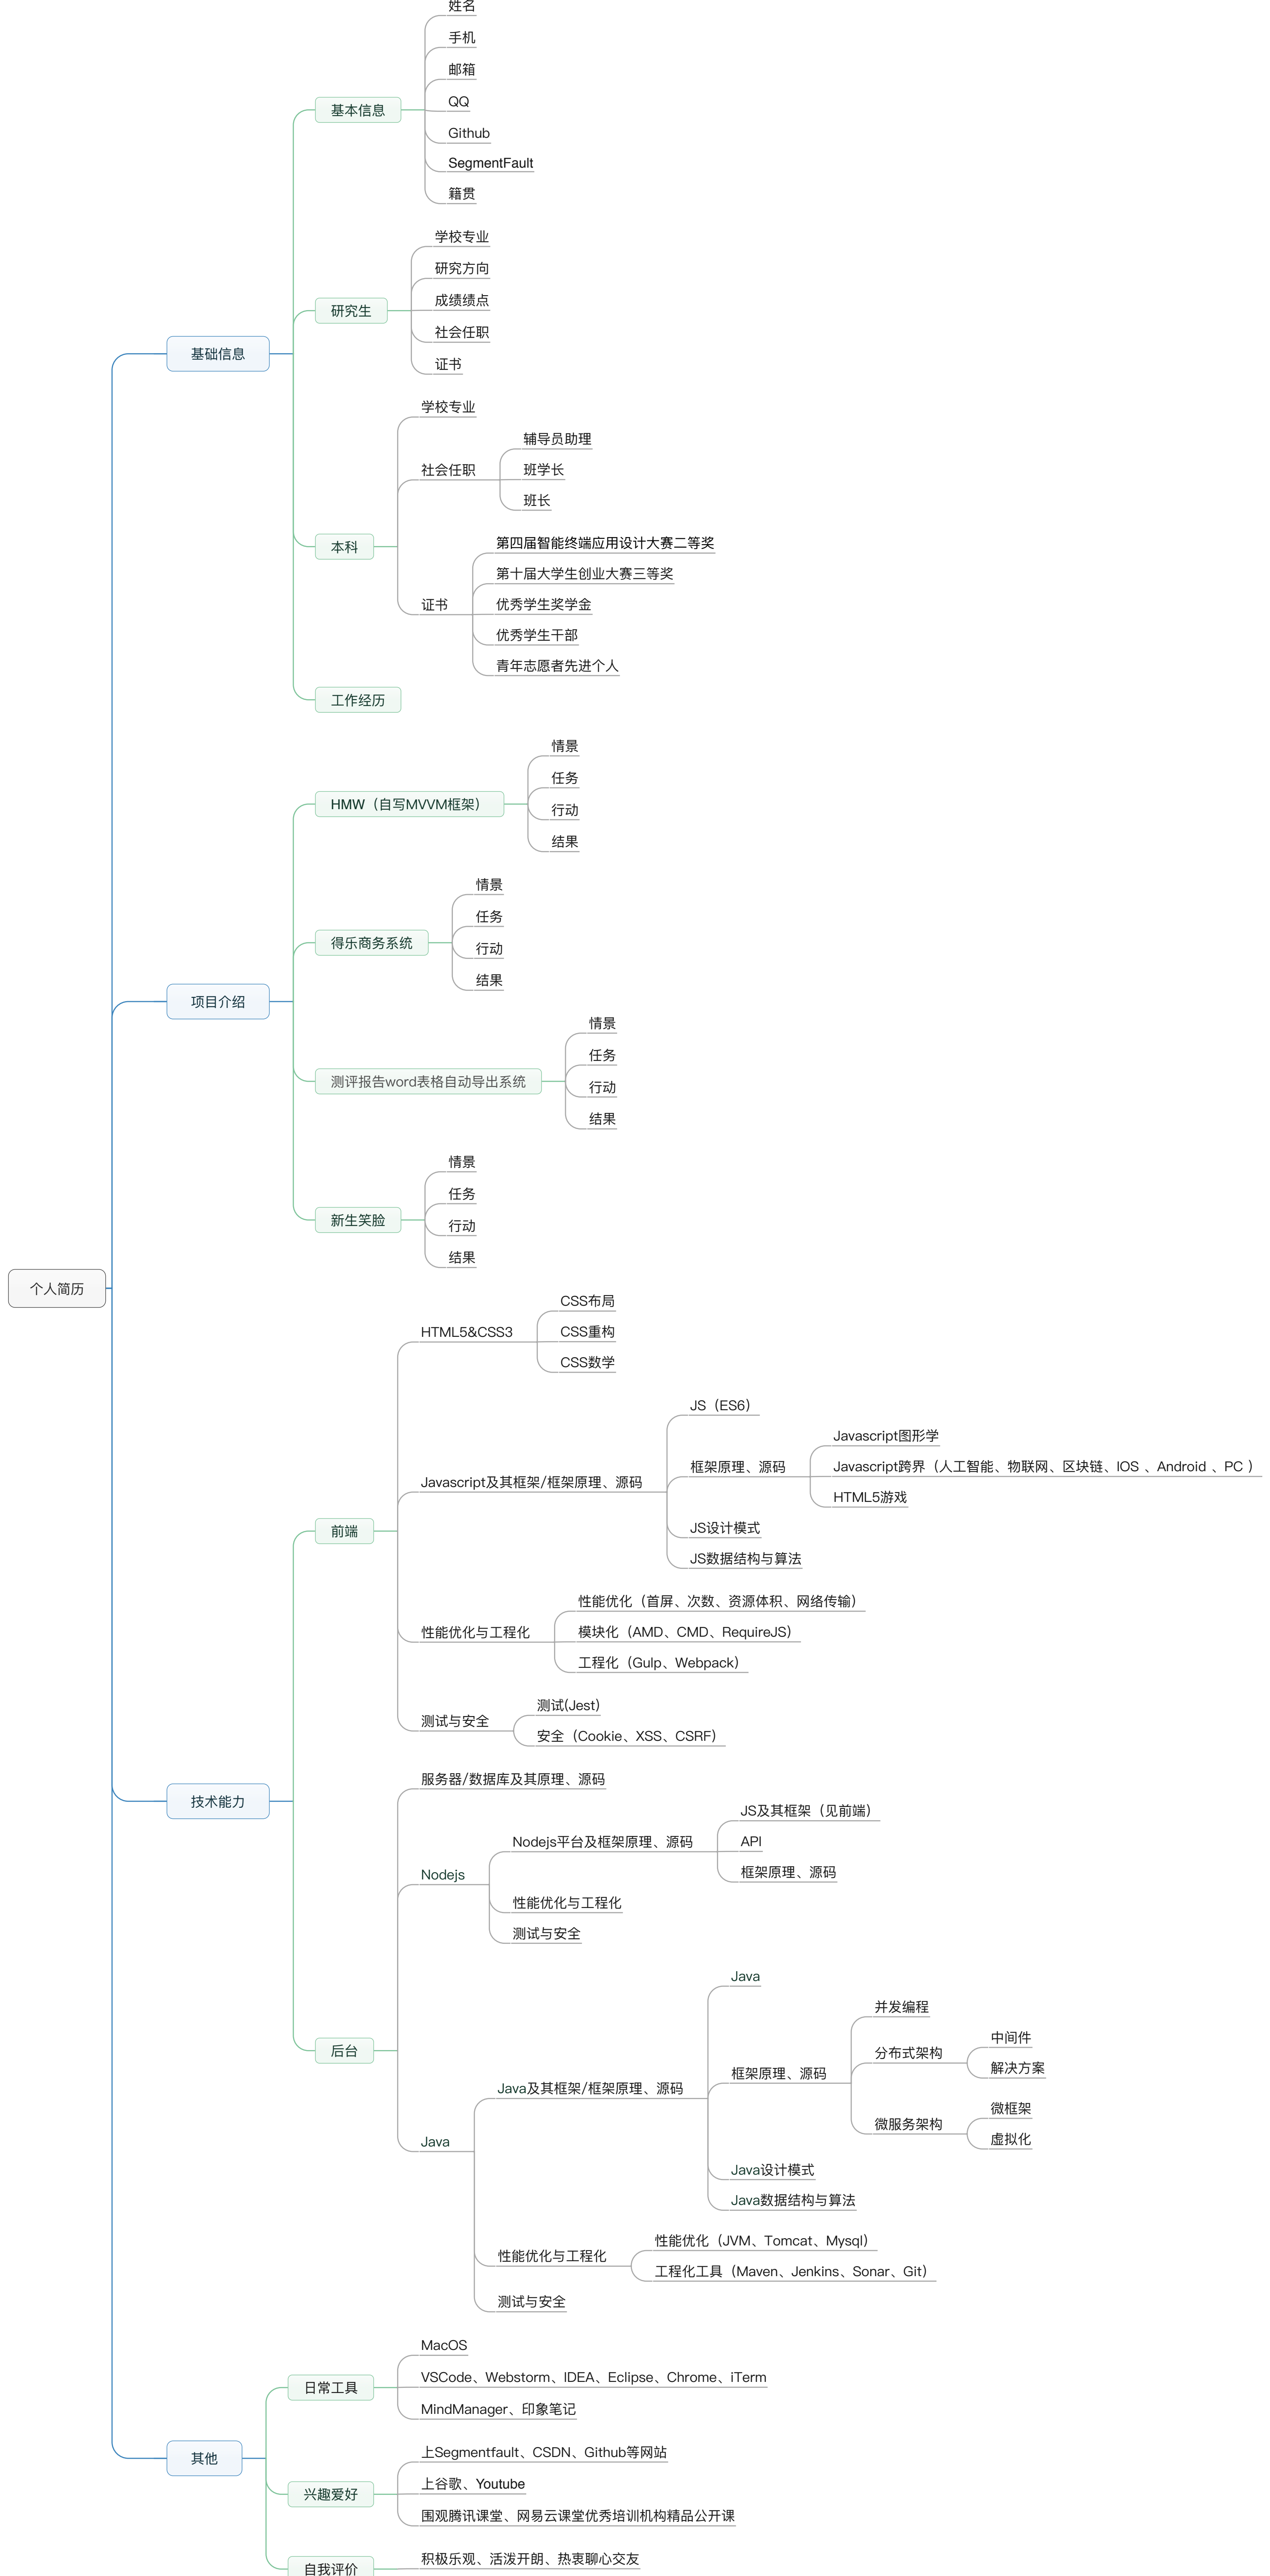 个人简历
基础信息
基本信息
姓名
手机
邮箱
QQ
Github
SegmentFault
籍贯
研究生
学校专业
研究方向
成绩绩点
社会任职
证书
本科
学校专业
社会任职
辅导员助理
班学长
班长
证书
第四届智能终端应用设计大赛二等奖
第十届大学生创业大赛三等奖
优秀学生奖学金
优秀学生干部
青年志愿者先进个人
工作经历
项目介绍
HMW（自写MVVM框架）
情景
任务
行动
结果
得乐商务系统
情景
任务
行动
结果
测评报告word表格自动导出系统
情景
任务
行动
结果
新生笑脸
情景
任务
行动
结果
技术能力
前端
HTML5&CSS3
CSS布局
CSS重构
CSS数学
Javascript及其框架/框架原理、源码
JS（ES6）
框架原理、源码
Javascript图形学
Javascript跨界（人工智能、物联网、区块链、IOS 、Android 、PC ）
HTML5游戏
JS设计模式
JS数据结构与算法
性能优化与工程化
性能优化（首屏、次数、资源体积、网络传输）
模块化（AMD、CMD、RequireJS）
工程化（Gulp、Webpack）
测试与安全
测试(Jest)
安全（Cookie、XSS、CSRF）
后台
服务器/数据库及其原理、源码
Nodejs
Nodejs平台及框架原理、源码
JS及其框架（见前端）
API
框架原理、源码
性能优化与工程化
测试与安全
Java
Java及其框架/框架原理、源码
Java
框架原理、源码
并发编程
分布式架构
中间件
解决方案
微服务架构
微框架
虚拟化
Java设计模式
Java数据结构与算法
性能优化与工程化
性能优化（JVM、Tomcat、Mysql）
工程化工具（Maven、Jenkins、Sonar、Git）
测试与安全
其他
日常工具
MacOS
VSCode、Webstorm、IDEA、Eclipse、Chrome、iTerm
MindManager、印象笔记
兴趣爱好
上Segmentfault、CSDN、Github等网站
上谷歌、Youtube
围观腾讯课堂、网易云课堂优秀培训机构精品公开课
自我评价
积极乐观、活泼开朗、热衷聊心交友